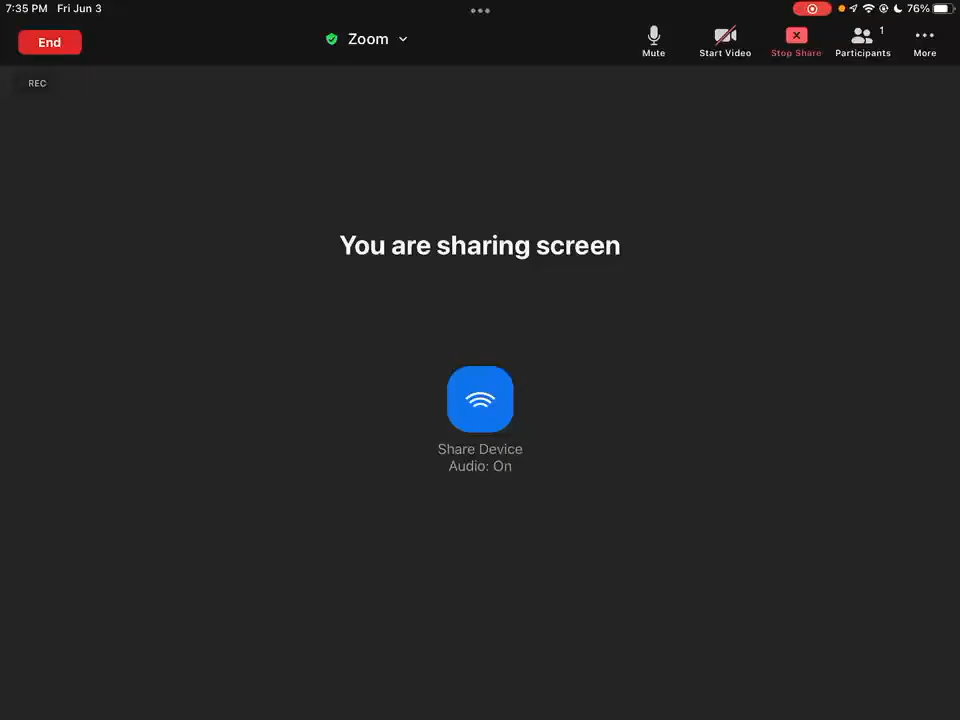 7:35 PM Fri Jun 3
76%
End
Zoom
Mute
Start Video
Stop Share
Participants
1
More
REC
You are sharing screen
Share Device
Audio: On